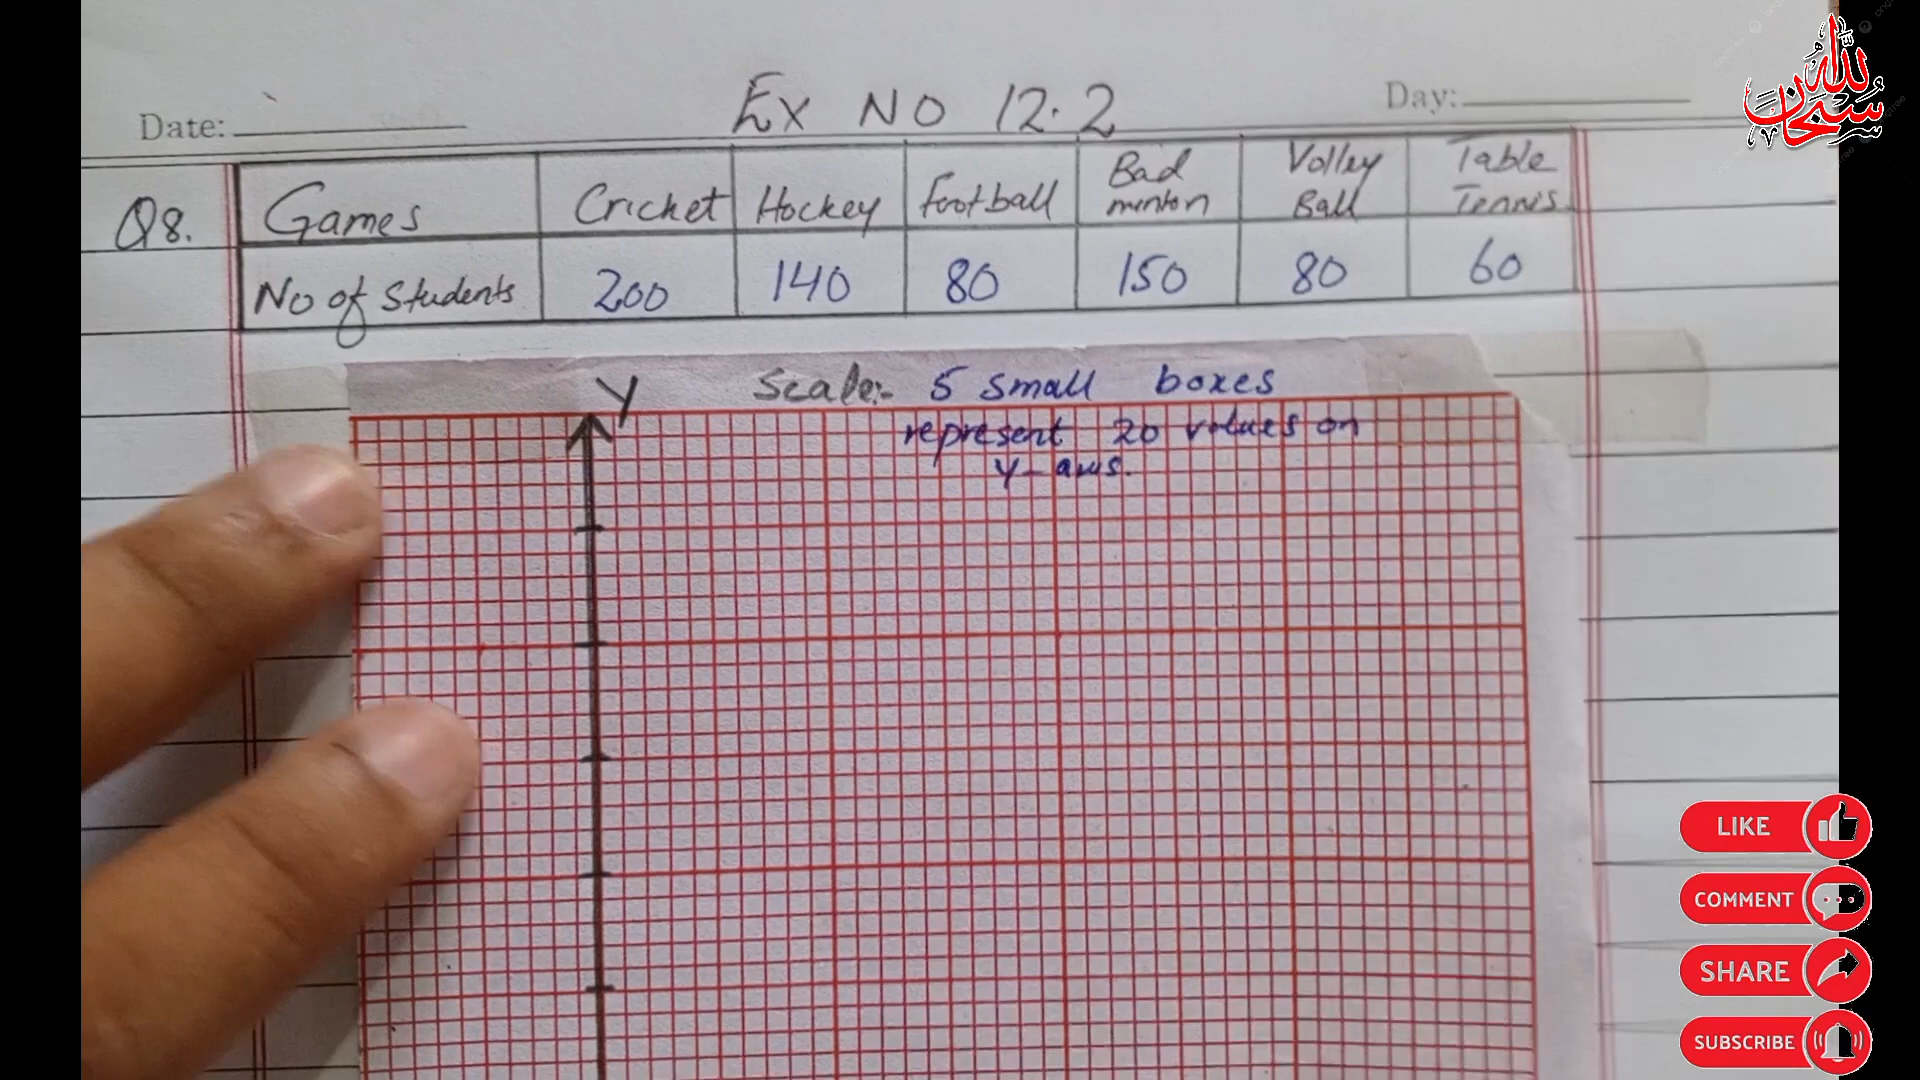 Ex No 12.2
Date:
Day:
Q8.
Games Cricket Hockey Football Bad minton Volley Ball Table Tennis
No of Students 200 140 80 150 80 60
Y
Scale:- 5 small boxes
represent 20 values on
y-axis.
سُبْحَانَ اللّٰه
LIKE
COMMENT
SHARE
SUBSCRIBE